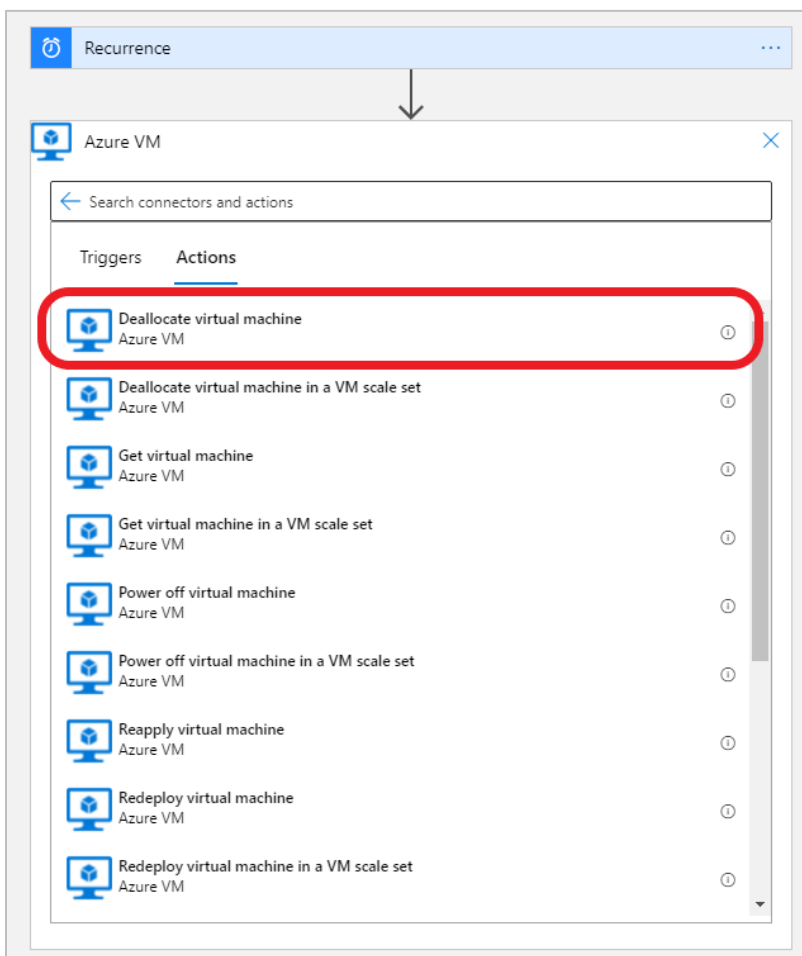 Recurrence
Azure VM
Search connectors and actions
Triggers Actions
Deallocate virtual machine
Azure VM
Deallocate virtual machine in a VM scale set
Azure VM
Get virtual machine
Azure VM
Get virtual machine in a VM scale set
Azure VM
Power off virtual machine
Azure VM
Power off virtual machine in a VM scale set
Azure VM
Reapply virtual machine
Azure VM
Redeploy virtual machine
Azure VM
Redeploy virtual machine in a VM scale set
Azure VM